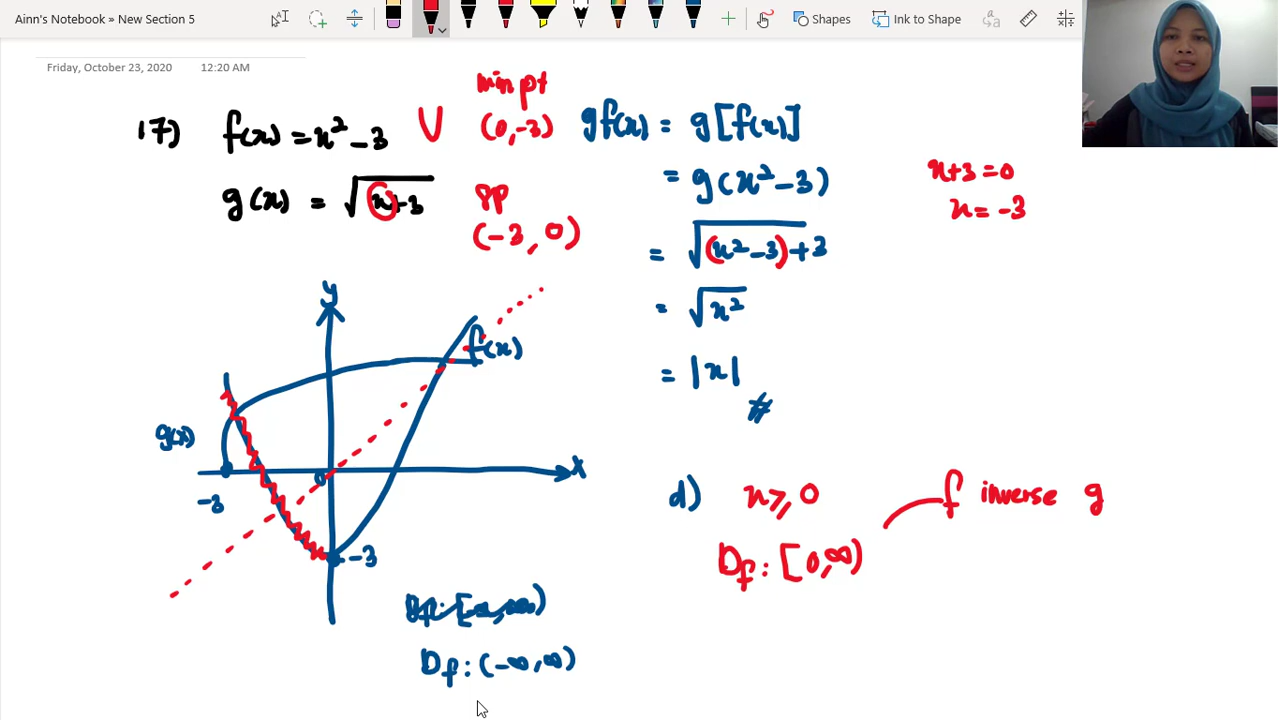 Ainn's Notebook » New Section 5
Shapes
Ink to Shape
Friday, October 23, 2020 12:20 AM
17) f(x) = x² - 3
g(x) = √x+3
min pt
(0, -3)
pp
(-3, 0)
gf(x) = g[f(x)]
= g(x² - 3)
= √(x² - 3) + 3
= √x²
= |x|
#
x+3 = 0
x = -3
y
f(x)
g(x)
x
-3
0
-3
Df: (-∞, ∞)
d) x ≥ 0
Df: [0, ∞)
f inverse g